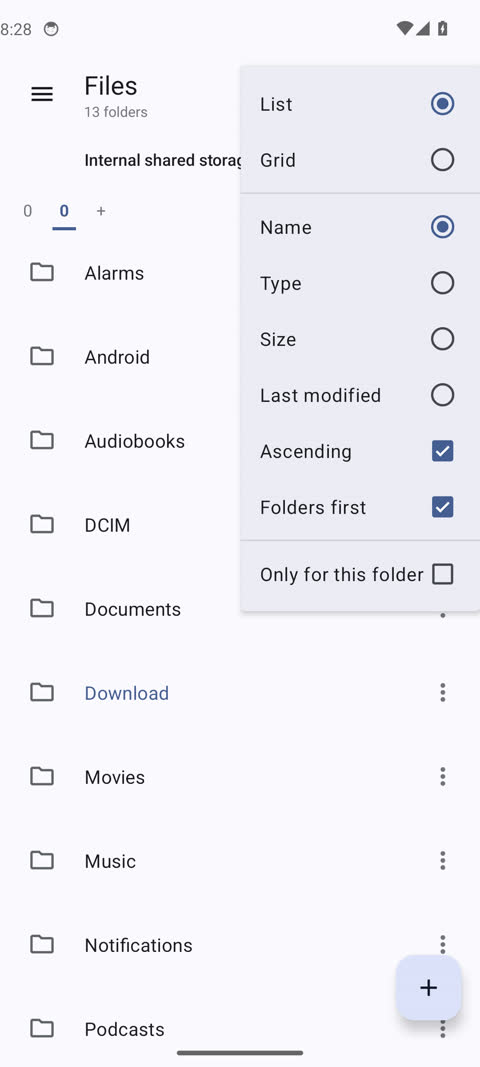 8:28
Files
13 folders
Internal shared storag
0 0 +
List
Grid
Name
Type
Size
Last modified
Ascending
Folders first
Only for this folder
Alarms
Android
Audiobooks
DCIM
Documents
Download
Movies
Music
Notifications
Podcasts